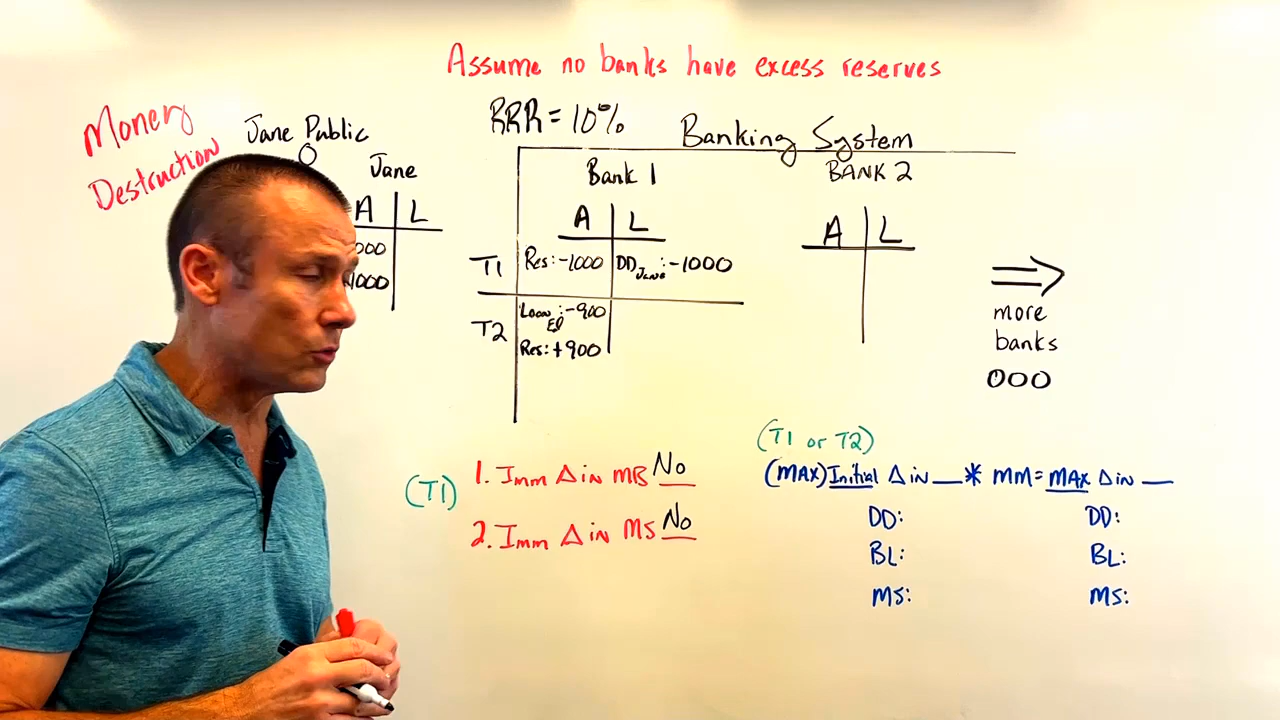 Assume no banks have excess reserves
Money
Destruction
Jane Public
Jane
A L
000
1000
RRR = 10%
Banking System
Bank 1
A L
T1 Res: -1000 DD Jane: -1000
T2 Loan ED: -900
Res: +900
BANK 2
A L
⇒
more
banks
000
(T1)
1. Imm Δ in MB No
2. Imm Δ in MS No
(T1 or T2)
(MAX) Initial Δ in __ * MM = MAX Δ in __
DD: DD:
BL: BL:
MS: MS: